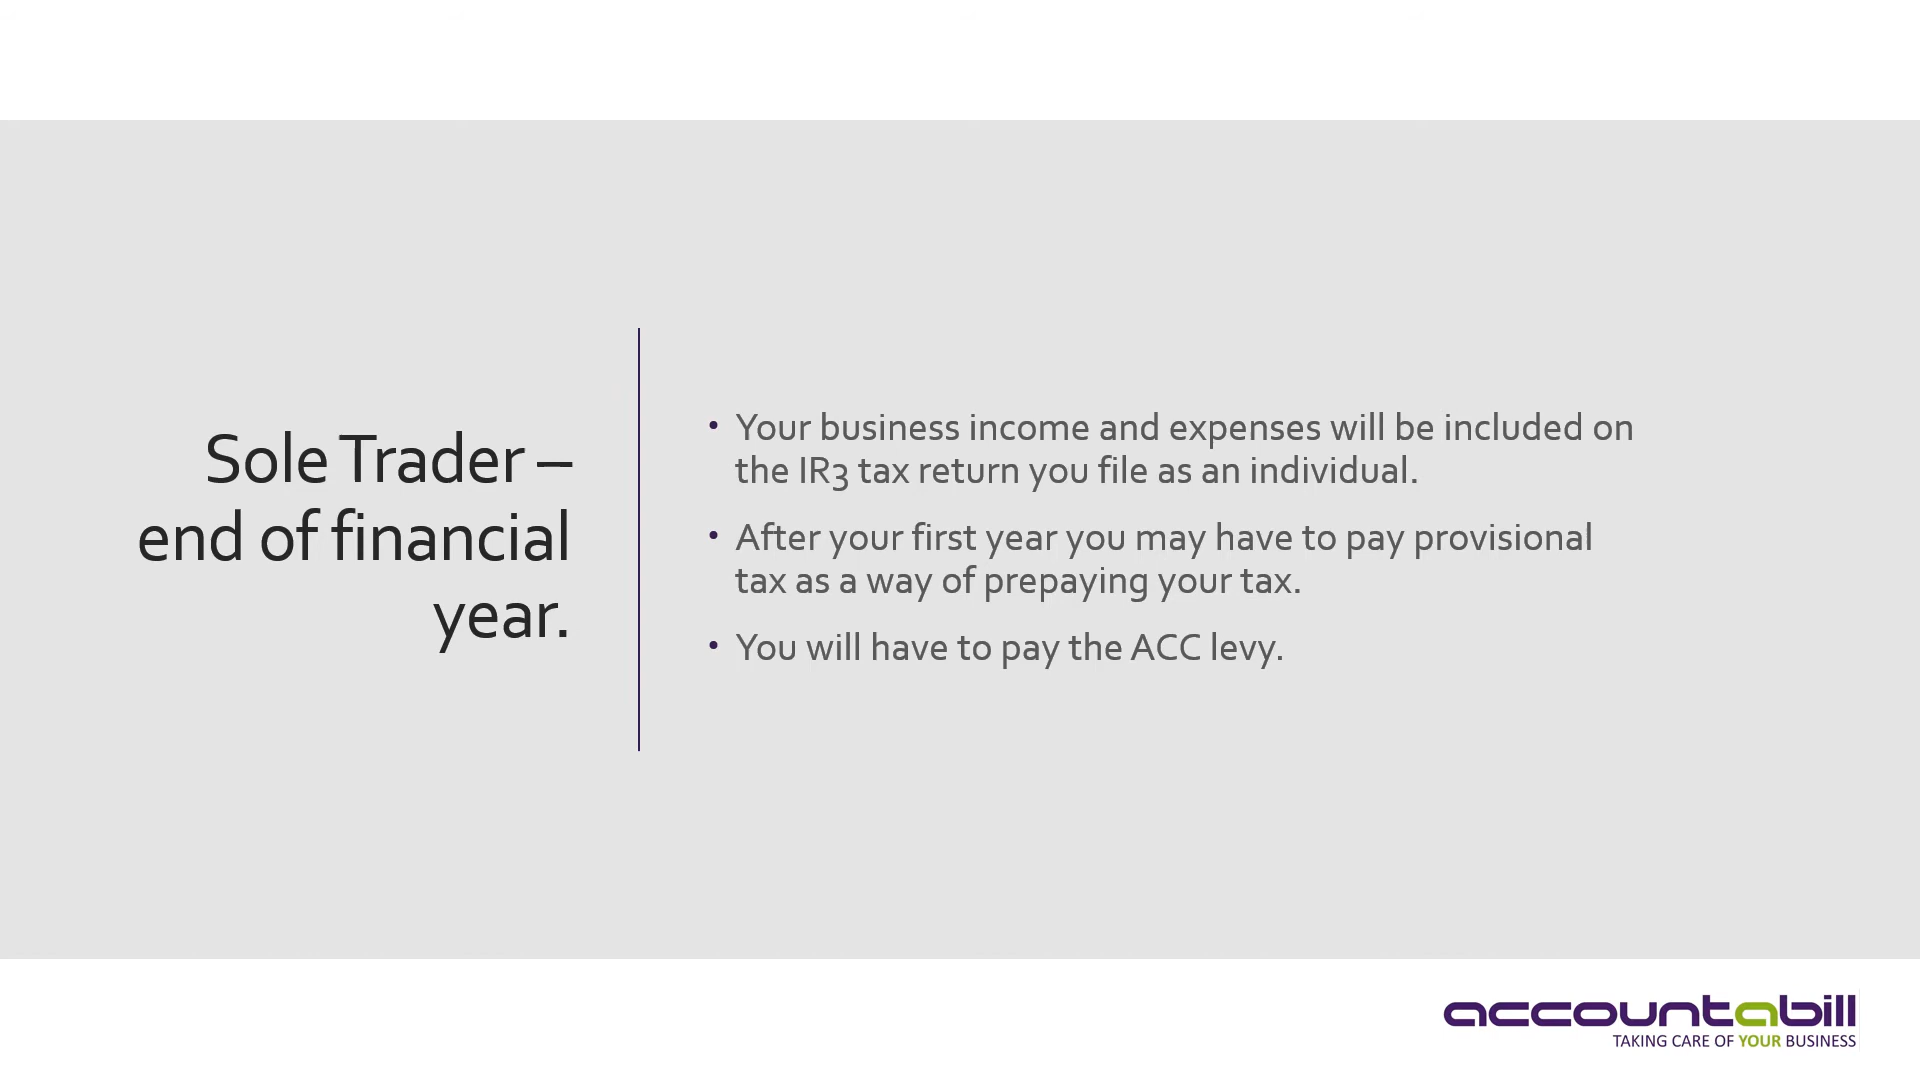 Sole Trader –
end of financial
year.
• Your business income and expenses will be included on
the IR3 tax return you file as an individual.
• After your first year you may have to pay provisional
tax as a way of prepaying your tax.
• You will have to pay the ACC levy.
accountabill
TAKING CARE OF YOUR BUSINESS